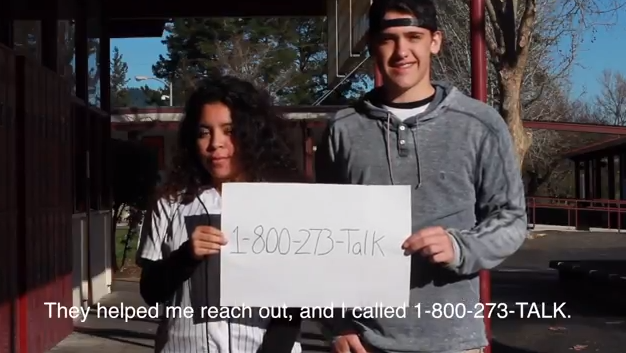 1-800-273-Talk
They helped me reach out, and I called 1-800-273-TALK.